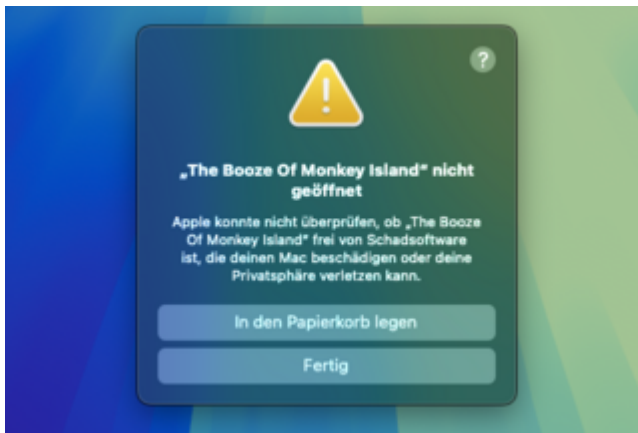 ?
„The Booze Of Monkey Island“ nicht
geöffnet
Apple konnte nicht überprüfen, ob „The Booze
Of Monkey Island“ frei von Schadsoftware
ist, die deinen Mac beschädigen oder deine
Privatsphäre verletzen kann.
In den Papierkorb legen
Fertig